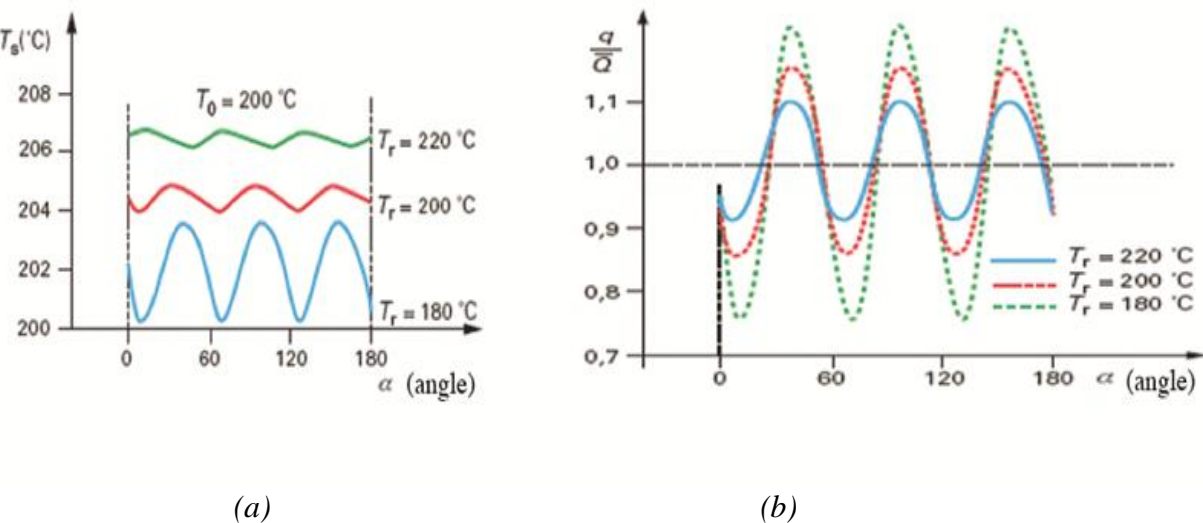 Ts(°C)
208
206
204
202
200
T0 = 200 °C
Tr = 220 °C
Tr = 200 °C
Tr = 180 °C
0 60 120 180
α (angle)
(a)
q
Q̄
1,1
1,0
0,9
0,8
0,7
Tr = 220 °C
Tr = 200 °C
Tr = 180 °C
0 60 120 180 α (angle)
(b)